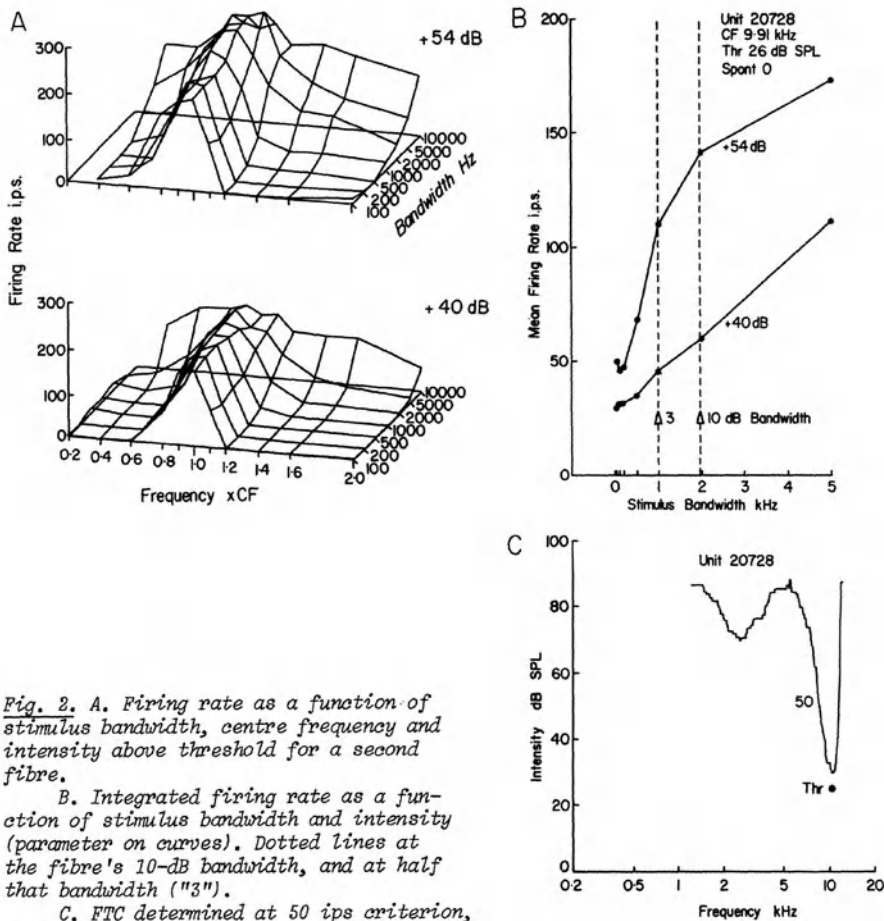 A
+54 dB
300
200
100
0
Firing Rate i.p.s.
10000
5000
2000
1000
500
200
100
Bandwidth Hz
+40 dB
300
200
100
0
0·2 0·4 0·6 0·8 1·0 1·2 1·4 1·6 2·0
10000
5000
2000
1000
500
200
100
Frequency xCF
B
Unit 20728
CF 9·91 kHz
Thr 26 dB SPL
Spont 0
200
150
100
50
0
Mean Firing Rate i.p.s.
+54 dB
+40 dB
Δ 3
Δ 10 dB Bandwidth
0 1 2 3 4 5
Stimulus Bandwidth kHz
C
Unit 20728
100
80
60
40
20
0
Intensity dB SPL
50
Thr
0·2 0·5 1 2 5 10 20
Frequency kHz
Fig. 2. A. Firing rate as a function of
stimulus bandwidth, centre frequency and
intensity above threshold for a second
fibre.
B. Integrated firing rate as a fun-
ction of stimulus bandwidth and intensity
(parameter on curves). Dotted lines at
the fibre's 10-dB bandwidth, and at half
that bandwidth ("3").
C. FTC determined at 50 ips criterion,